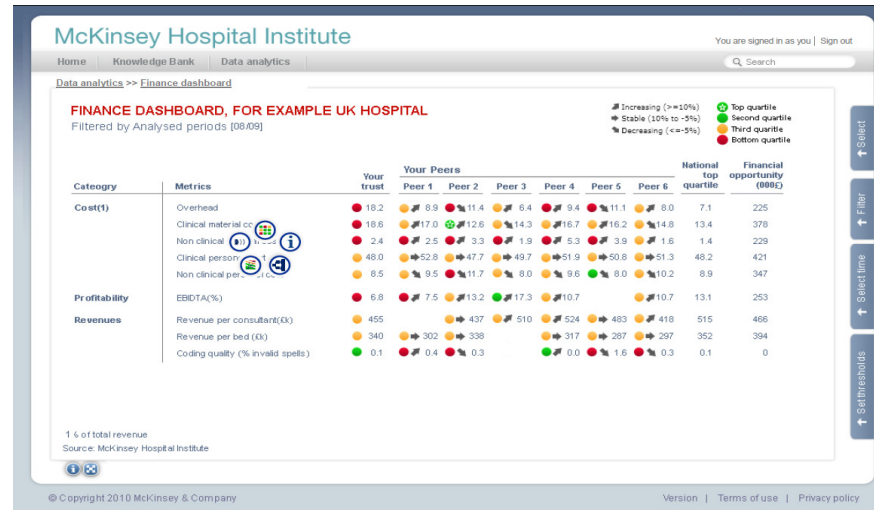 McKinsey Hospital Institute
You are signed in as you | Sign out
Home Knowledge Bank Data analytics
Search
Data analytics >> Finance dashboard
FINANCE DASHBOARD, FOR EXAMPLE UK HOSPITAL
Filtered by Analysed periods [08/09]
Increasing (>=10%)
Stable (10% to -5%)
Decreasing (<=-5%)
Top quartile
Second quartile
Third quaritle
Bottom quartile
Select
Filter
Select time
Set thresholds
Your Peers
Cateogry Metrics Your trust Peer 1 Peer 2 Peer 3 Peer 4 Peer 5 Peer 6 National top quartile Financial opportunity (000£)
Cost(1) Overhead 18.2 8.9 11.4 6.4 9.4 11.1 8.0 7.1 225
Clinical material 18.6 17.0 12.6 14.3 16.7 16.2 14.8 13.4 378
Non clinical 2.4 2.5 3.3 1.9 5.3 3.9 1.6 1.4 229
Clinical 48.0 52.8 47.7 49.7 51.9 50.8 51.3 48.2 421
Non clinical 8.5 9.5 11.7 8.0 9.6 8.0 10.2 8.9 347
Profitability EBIDTA(%) 6.8 7.5 13.2 17.3 10.7 10.7 13.1 253
Revenues Revenue per consultant(£k) 455 437 510 524 483 418 515 466
Revenue per bed (£k) 340 302 338 317 287 297 352 394
Coding quality (% invalid spells) 0.1 0.4 0.3 0.0 1.6 0.3 0.1 0
of total revenue
Source: McKinsey Hospital Institute
© Copyright 2010 McKinsey & Company
Version | Terms of use | Privacy policy